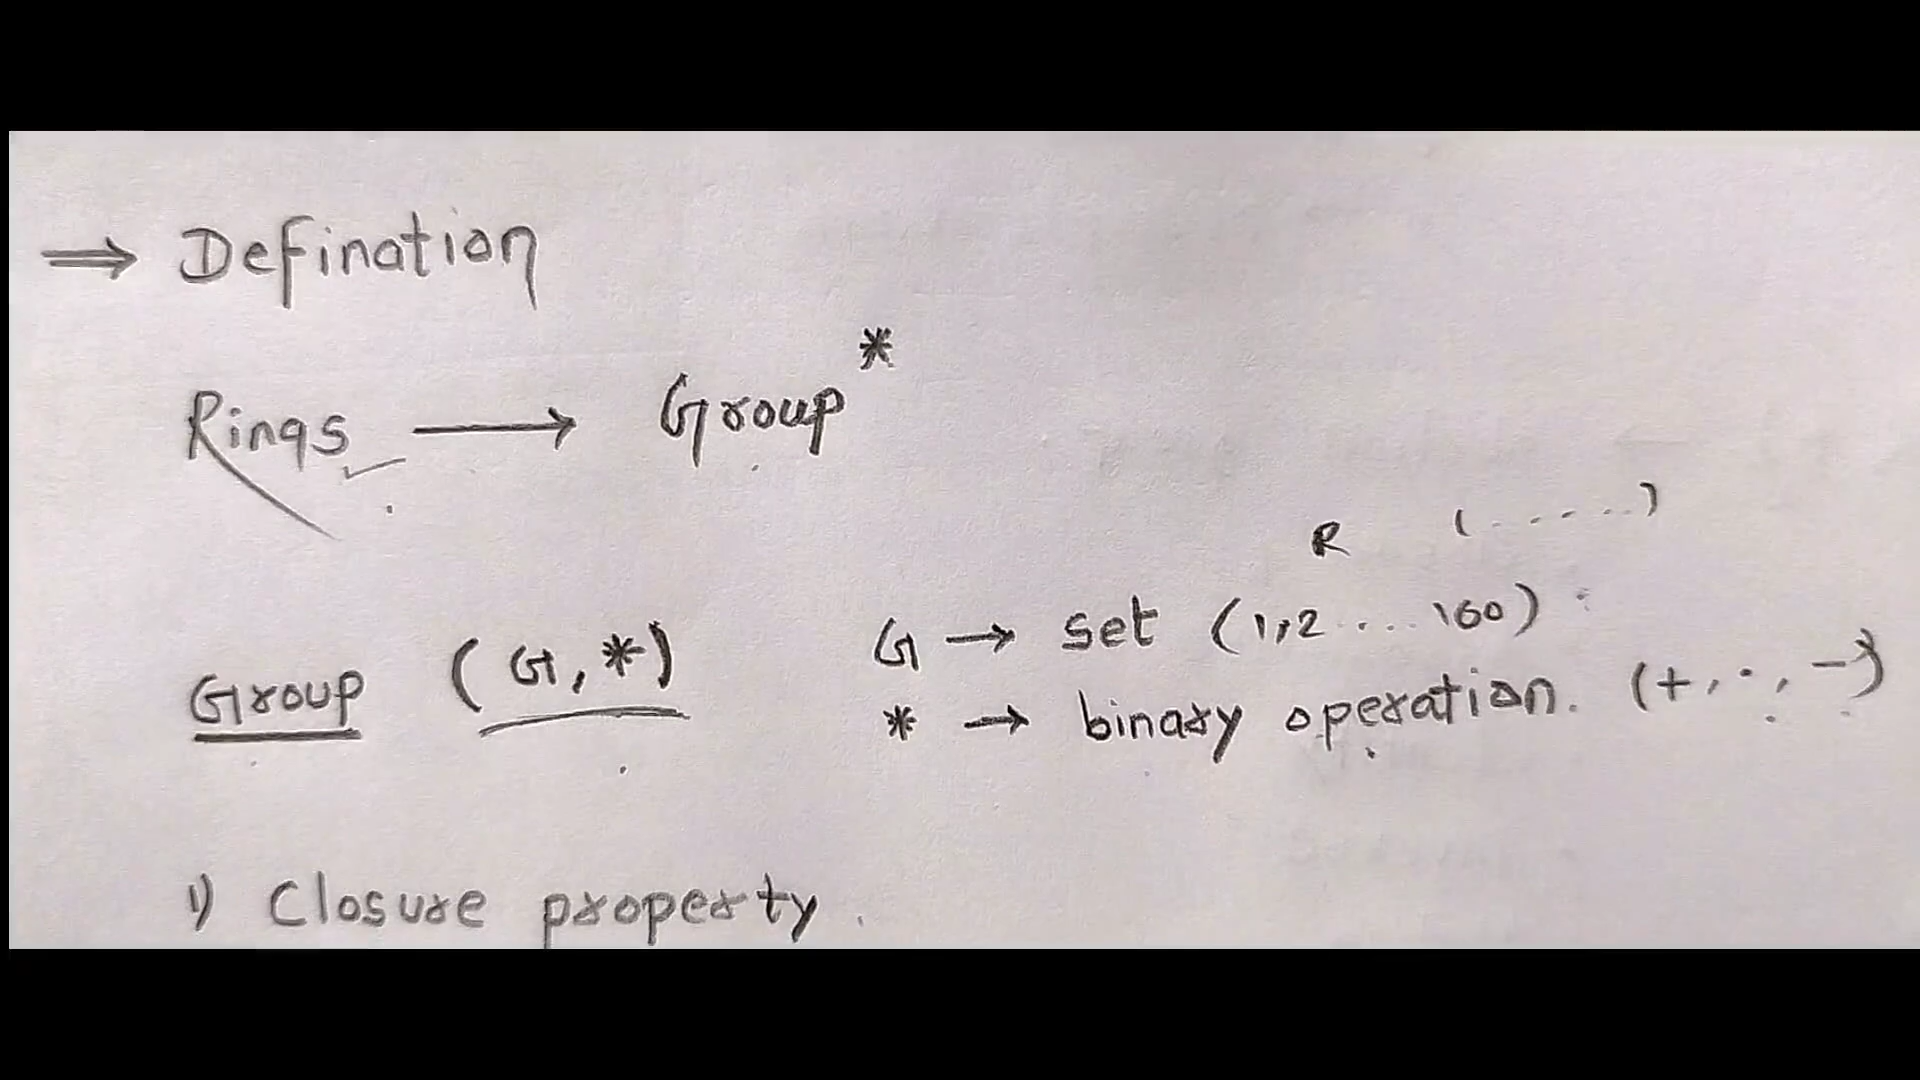 ⇒ Defination
Rings → Group *
R (.....)
Group (G, *) G → set (1,2 .... 100)
* → binary operation. (+, ·, −)
1) Closure property.